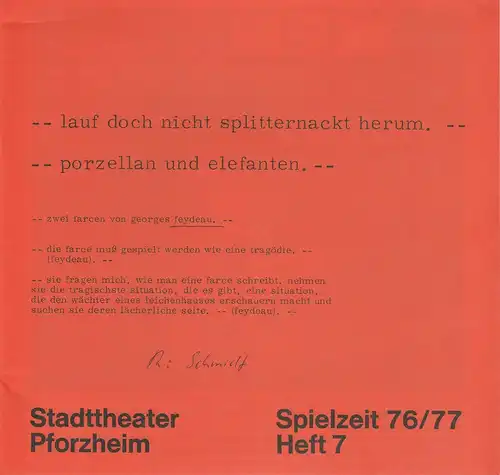 -- lauf doch nicht splitternackt herum. --
-- porzellan und elefanten. --
-- zwei farcen von georges feydeau. --
-- die farce muß gespielt werden wie eine tragödie. --
(feydeau). --
-- sie fragen mich, wie man eine farce schreibt, nehmen
sie die tragischste situation, die es gibt, eine situation,
die den wächter eines leichenhauses erschauern macht und
suchen sie deren lächerliche seite. -- (feydeau). --
R: Schmidt
Stadttheater
Pforzheim
Spielzeit 76/77
Heft 7